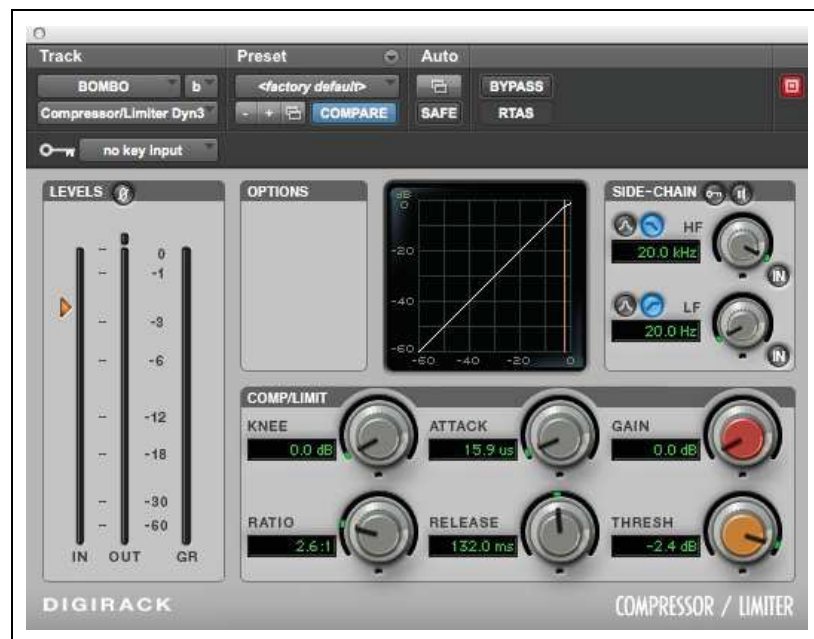 Track Preset Auto
BOMBO b <factory default> BYPASS
Compressor/Limiter Dyn3 - + COMPARE SAFE RTAS
no key input
LEVELS Ø OPTIONS SIDE-CHAIN
dB
0
-20
-40
-60
-60 -40 -20 0
HF
20.0 kHz
IN
LF
20.0 Hz
IN
0
-1
-3
-6
-12
-18
-30
-60
IN OUT GR
COMP/LIMIT
KNEE ATTACK GAIN
0.0 dB 15.9 us 0.0 dB
RATIO RELEASE THRESH
2.6:1 132.0 ms -2.4 dB
DIGIRACK COMPRESSOR / LIMITER